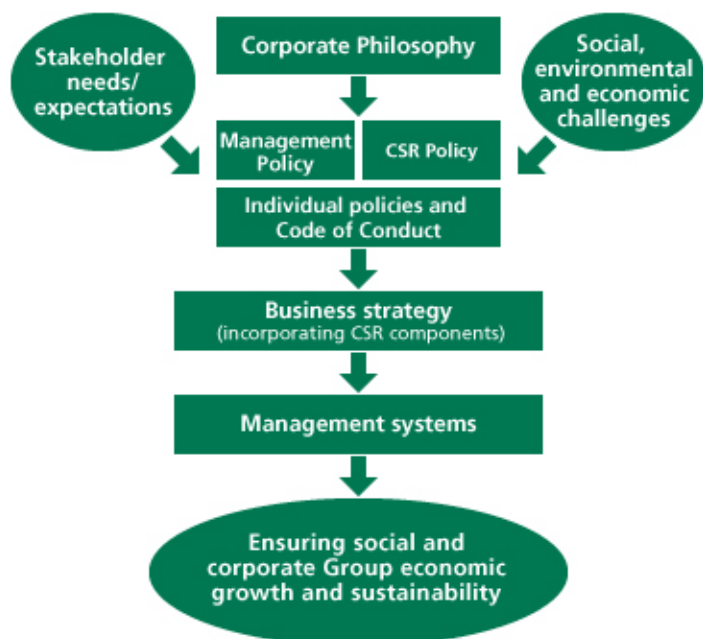 Stakeholder
needs/
expectations
Corporate Philosophy
Social,
environmental
and economic
challenges
Management
Policy
CSR Policy
Individual policies and
Code of Conduct
Business strategy
(incorporating CSR components)
Management systems
Ensuring social and
corporate Group economic
growth and sustainability